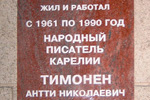 ЖИЛ И РАБОТАЛ
С 1961 ПО 1990 ГОД
НАРОДНЫЙ
ПИСАТЕЛЬ
КАРЕЛИИ
ТИМОНЕН
АНТТИ НИКОЛАЕВИЧ